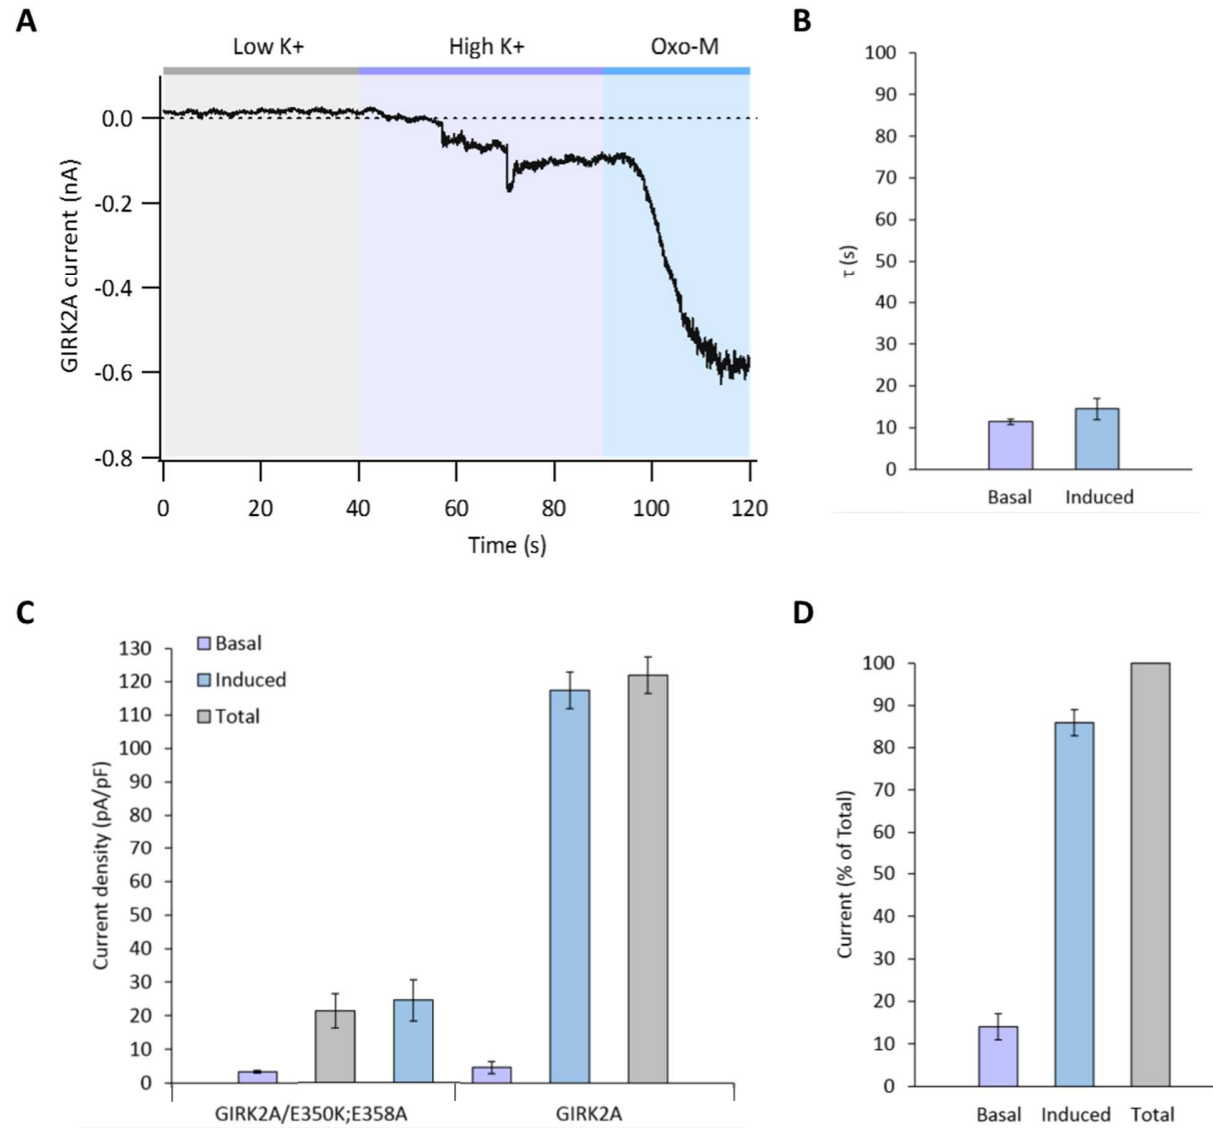 A
Low K+ High K+ Oxo-M
0.0
-0.2
-0.4
-0.6
-0.8
GIRK2A current (nA)
0 20 40 60 80 100 120
Time (s)
B
100
90
80
70
60
50
40
30
20
10
0
τ (s)
Basal Induced
C
Basal
Induced
Total
130
120
110
100
90
80
70
60
50
40
30
20
10
0
Current density (pA/pF)
GIRK2A/E350K;E358A GIRK2A
D
100
90
80
70
60
50
40
30
20
10
0
Current (% of Total)
Basal Induced Total